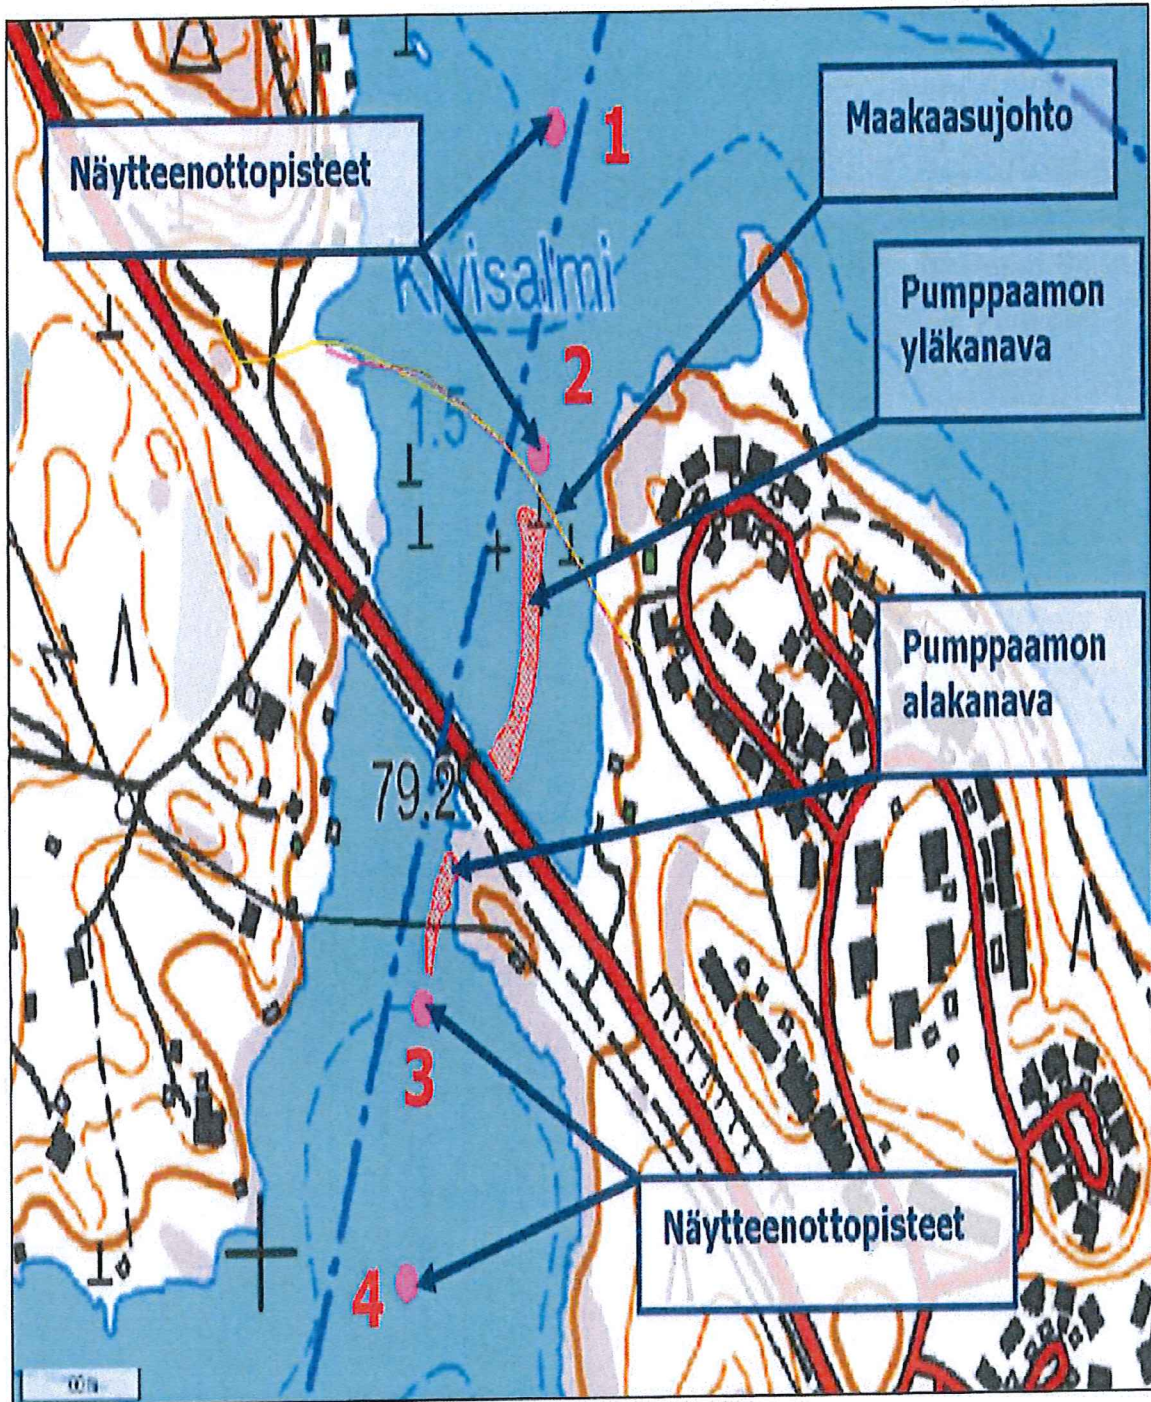 1
Maakaasujohto
Näytteenottopisteet
Kivisalmi
Pumppaamon
yläkanava
2
1.5
Pumppaamon
alakanava
79.2
3
Näytteenottopisteet
4